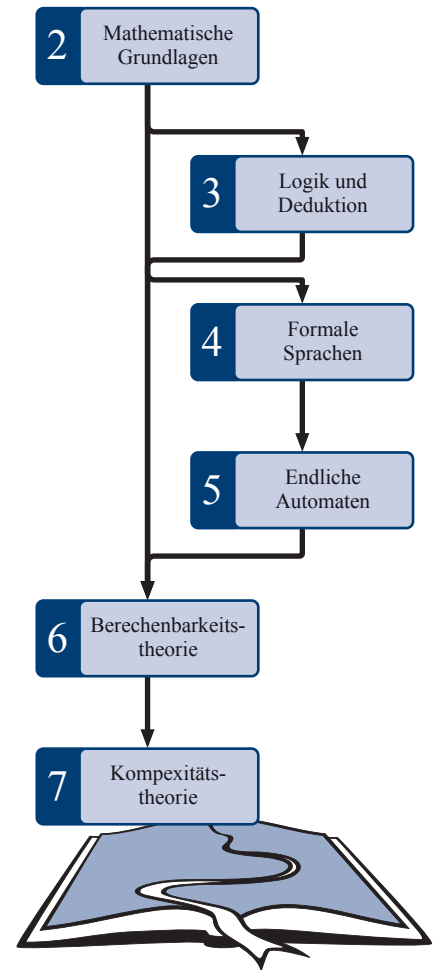 2
Mathematische
Grundlagen
3
Logik und
Deduktion
4
Formale
Sprachen
5
Endliche
Automaten
6
Berechenbarkeits-
theorie
7
Kompexitäts-
theorie